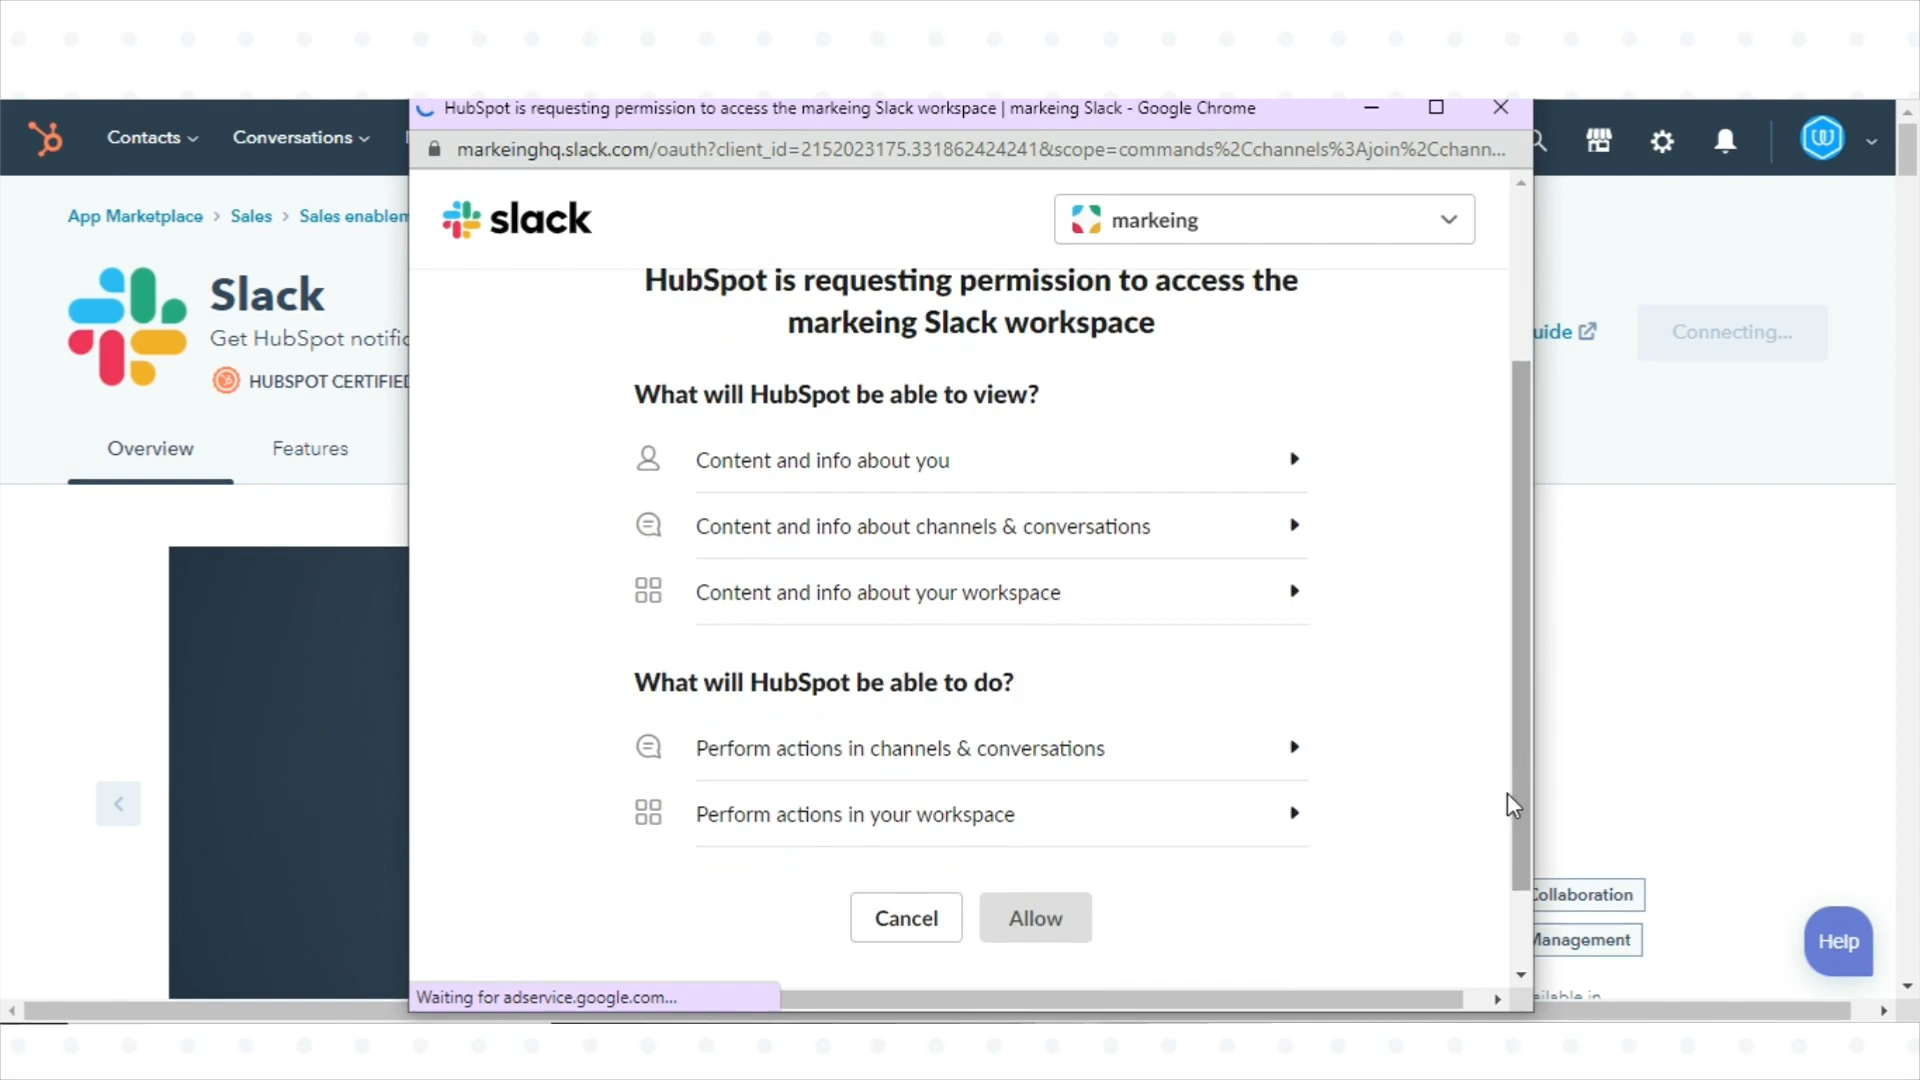 HubSpot is requesting permission to access the markeing Slack workspace | markeing Slack - Google Chrome
Contacts
Conversations
markeinghq.slack.com/oauth?client_id=2152023175.331862424241&scope=commands%2Cchannels%3Ajoin%2Cchann...
App Marketplace > Sales > Sales enablem
slack
markeing
Slack
Get HubSpot notific
HUBSPOT CERTIFIED
uide
Connecting...
Overview
Features
HubSpot is requesting permission to access the
markeing Slack workspace
What will HubSpot be able to view?
Content and info about you
Content and info about channels & conversations
Content and info about your workspace
What will HubSpot be able to do?
Perform actions in channels & conversations
Perform actions in your workspace
Cancel
Allow
Collaboration
Management
Help
Waiting for adservice.google.com...